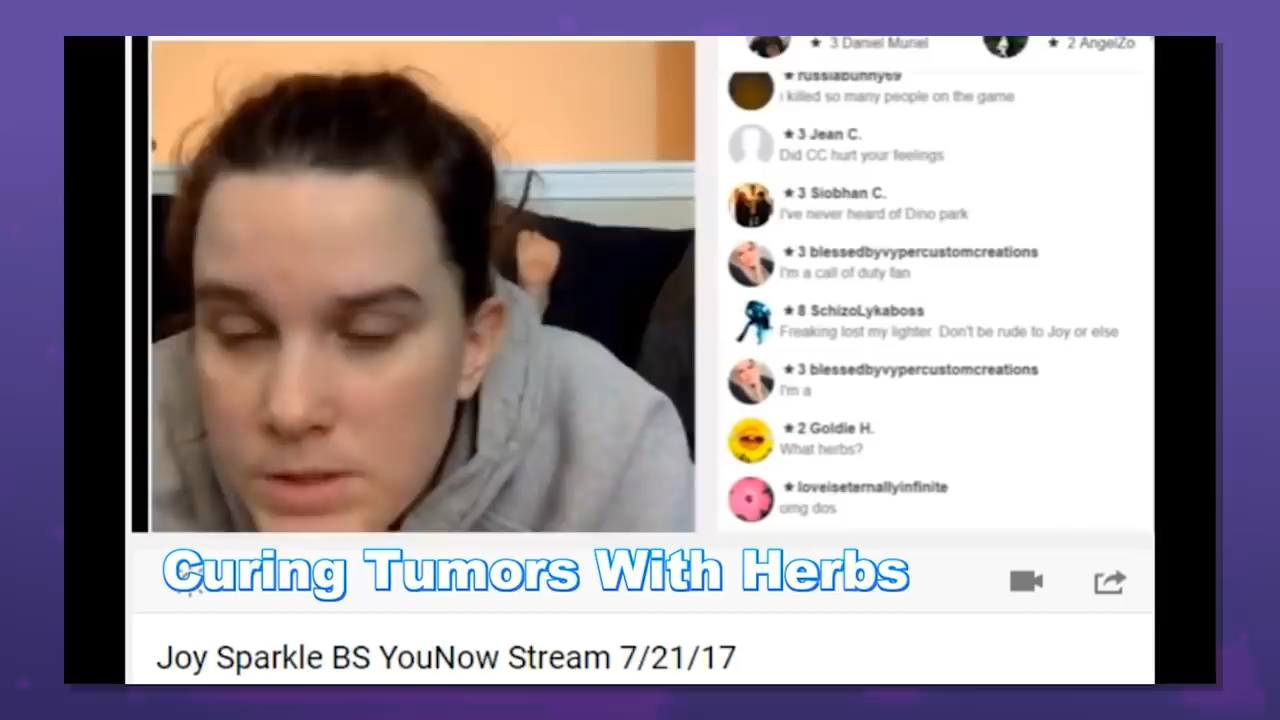 ★ 3 Daniel Muriel ★ 2 AngelZo
★ russiabunny69
i killed so many people on the game
★ 3 Jean C.
Did CC hurt your feelings
★ 3 Siobhan C.
I've never heard of Dino park
★ 3 blessedbyvypercustomcreations
I'm a call of duty fan
★ 8 SchizoLykaboss
Freaking lost my lighter. Don't be rude to Joy or else
★ 3 blessedbyvypercustomcreations
I'm a
★ 2 Goldie H.
What herbs?
★ loveiseternallyinfinite
omg dos
Curing Tumors With Herbs
Joy Sparkle BS YouNow Stream 7/21/17